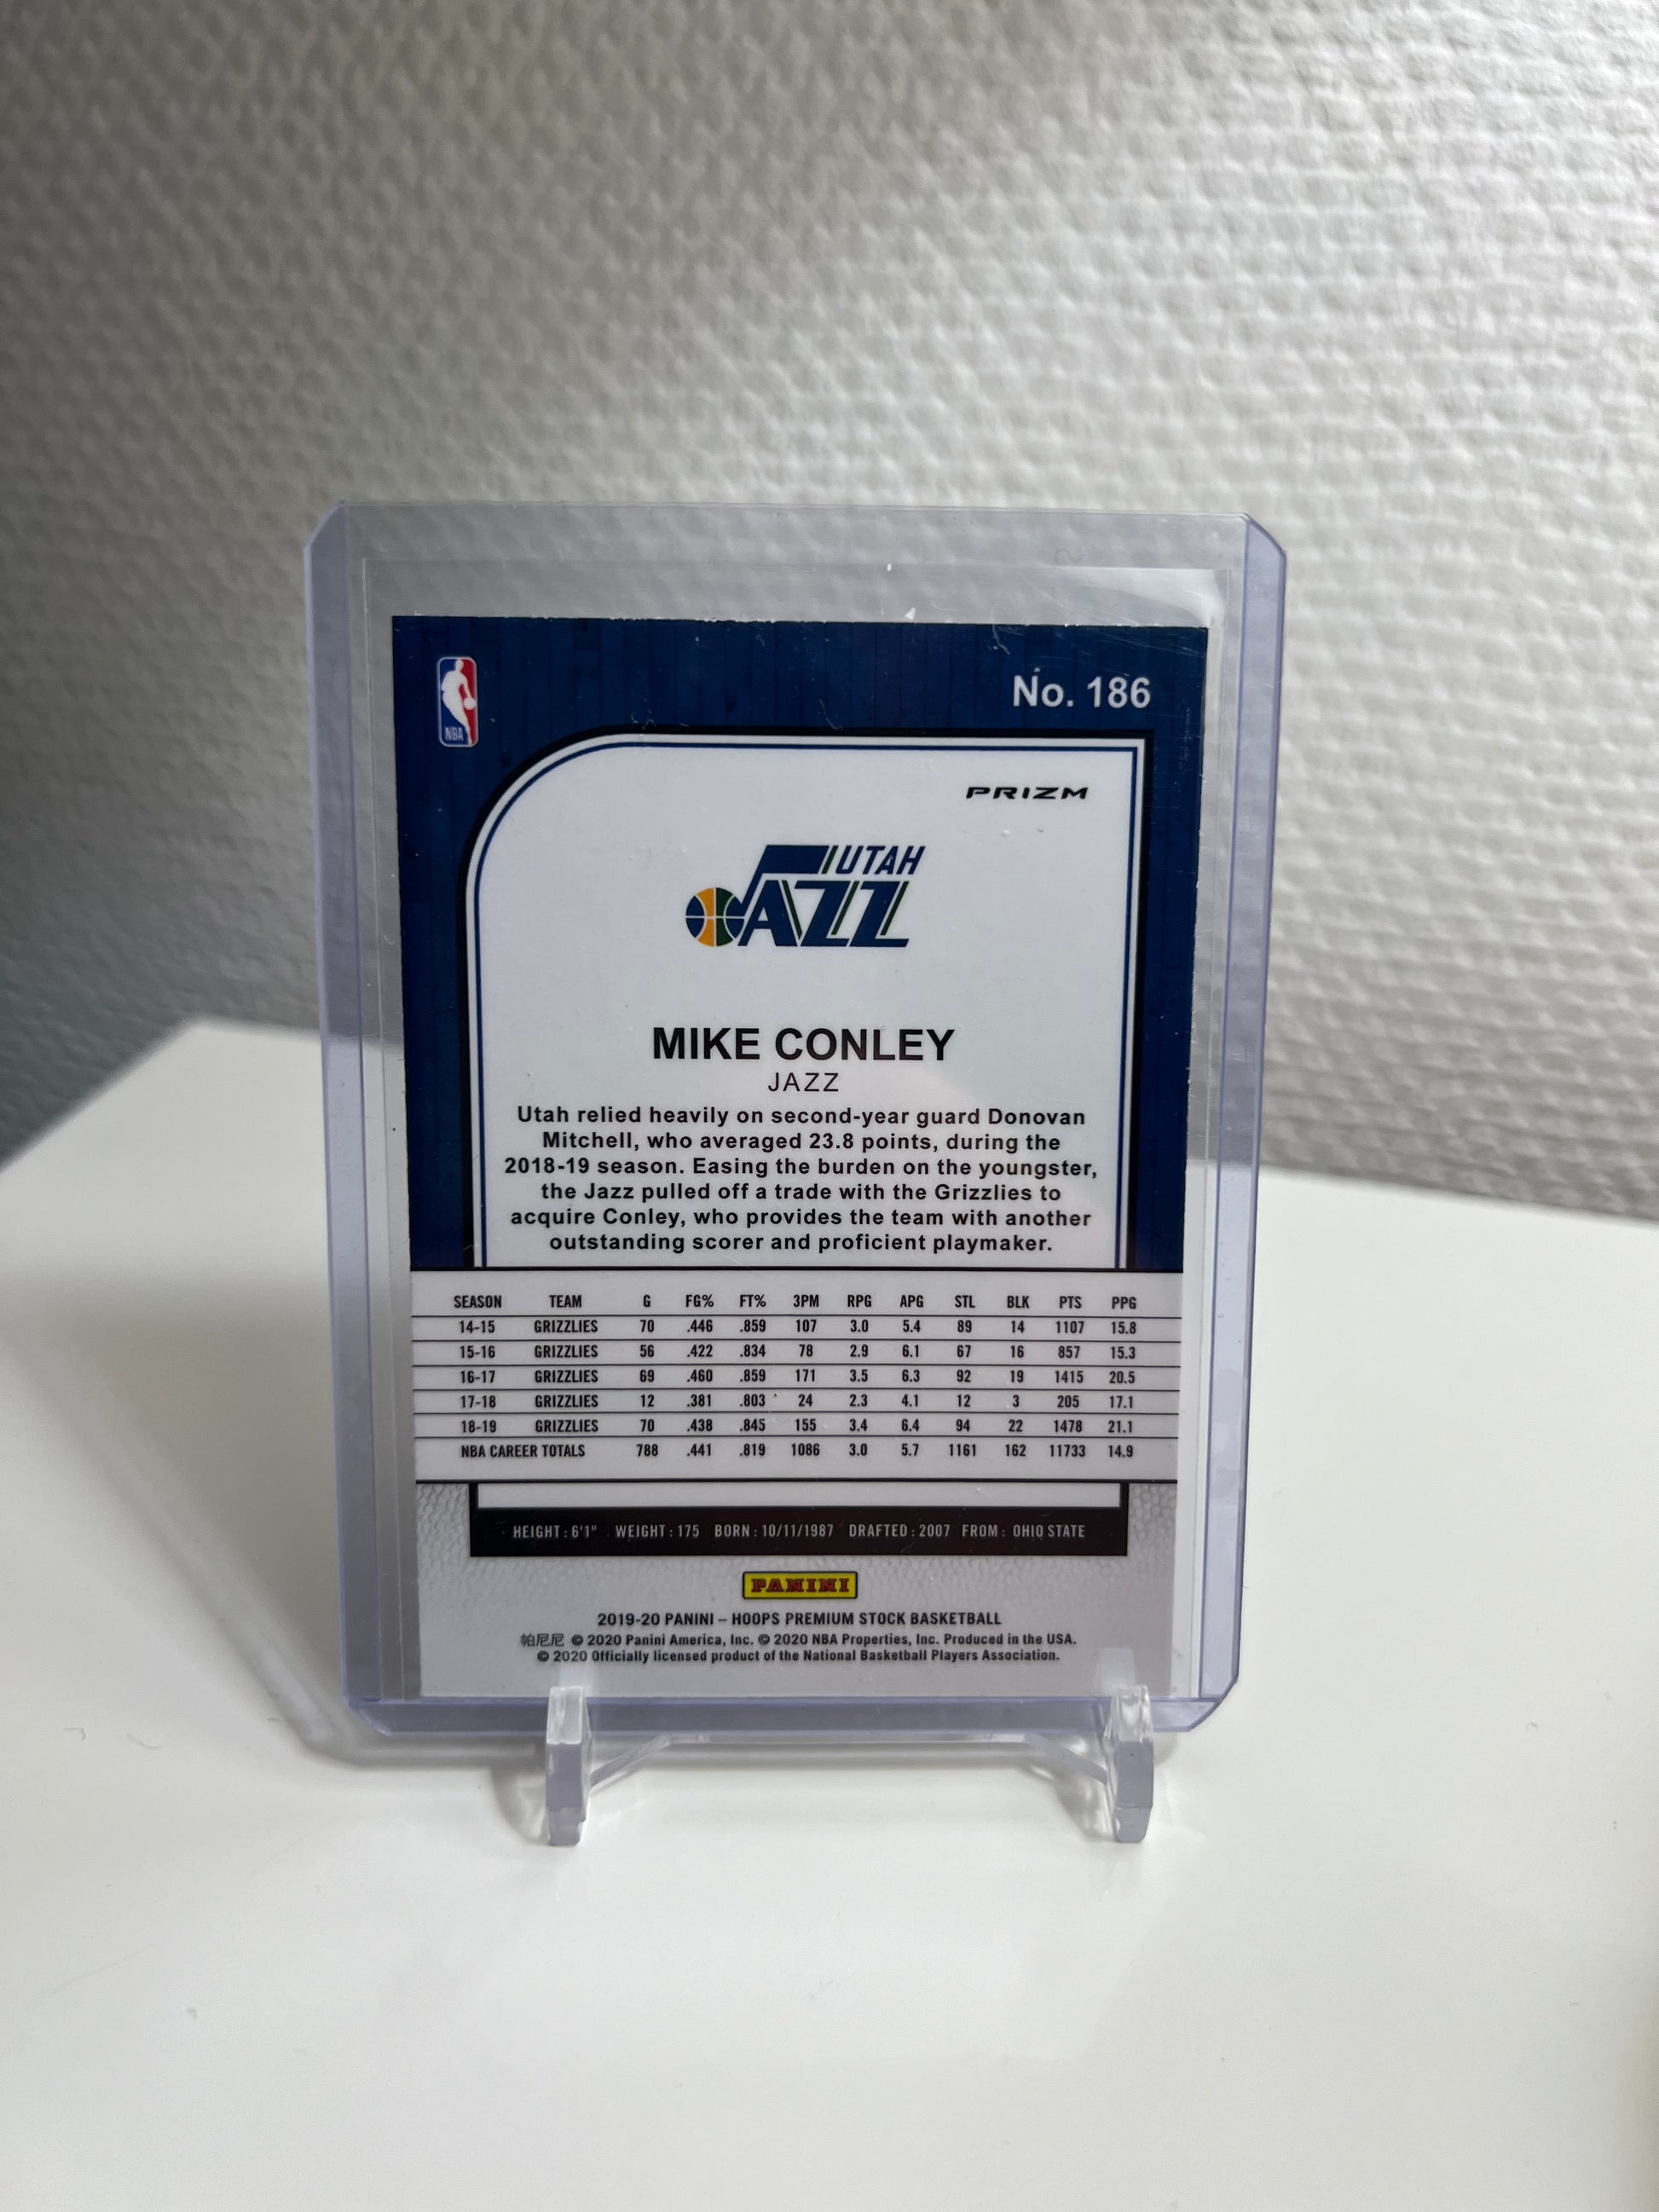 NBA
No. 186
PRIZM
UTAH
JAZZ
MIKE CONLEY
JAZZ
Utah relied heavily on second-year guard Donovan
Mitchell, who averaged 23.8 points, during the
2018-19 season. Easing the burden on the youngster,
the Jazz pulled off a trade with the Grizzlies to
acquire Conley, who provides the team with another
outstanding scorer and proficient playmaker.
SEASON TEAM G FG% FT% 3PM RPG APG STL BLK PTS PPG
14-15 GRIZZLIES 70 .446 .859 107 3.0 5.4 89 14 1107 15.8
15-16 GRIZZLIES 56 .422 .834 78 2.9 6.1 67 16 857 15.3
16-17 GRIZZLIES 69 .460 .859 171 3.5 6.3 92 19 1415 20.5
17-18 GRIZZLIES 12 .381 .803 24 2.3 4.1 12 3 205 17.1
18-19 GRIZZLIES 70 .438 .845 155 3.4 6.4 94 22 1478 21.1
NBA CAREER TOTALS 788 .441 .819 1086 3.0 5.7 1161 162 11733 14.9
HEIGHT : 6'1" WEIGHT : 175 BORN : 10/11/1987 DRAFTED : 2007 FROM : OHIO STATE
PANINI
2019-20 PANINI – HOOPS PREMIUM STOCK BASKETBALL
帕尼尼 © 2020 Panini America, Inc. © 2020 NBA Properties, Inc. Produced in the USA.
© 2020 Officially licensed product of the National Basketball Players Association.